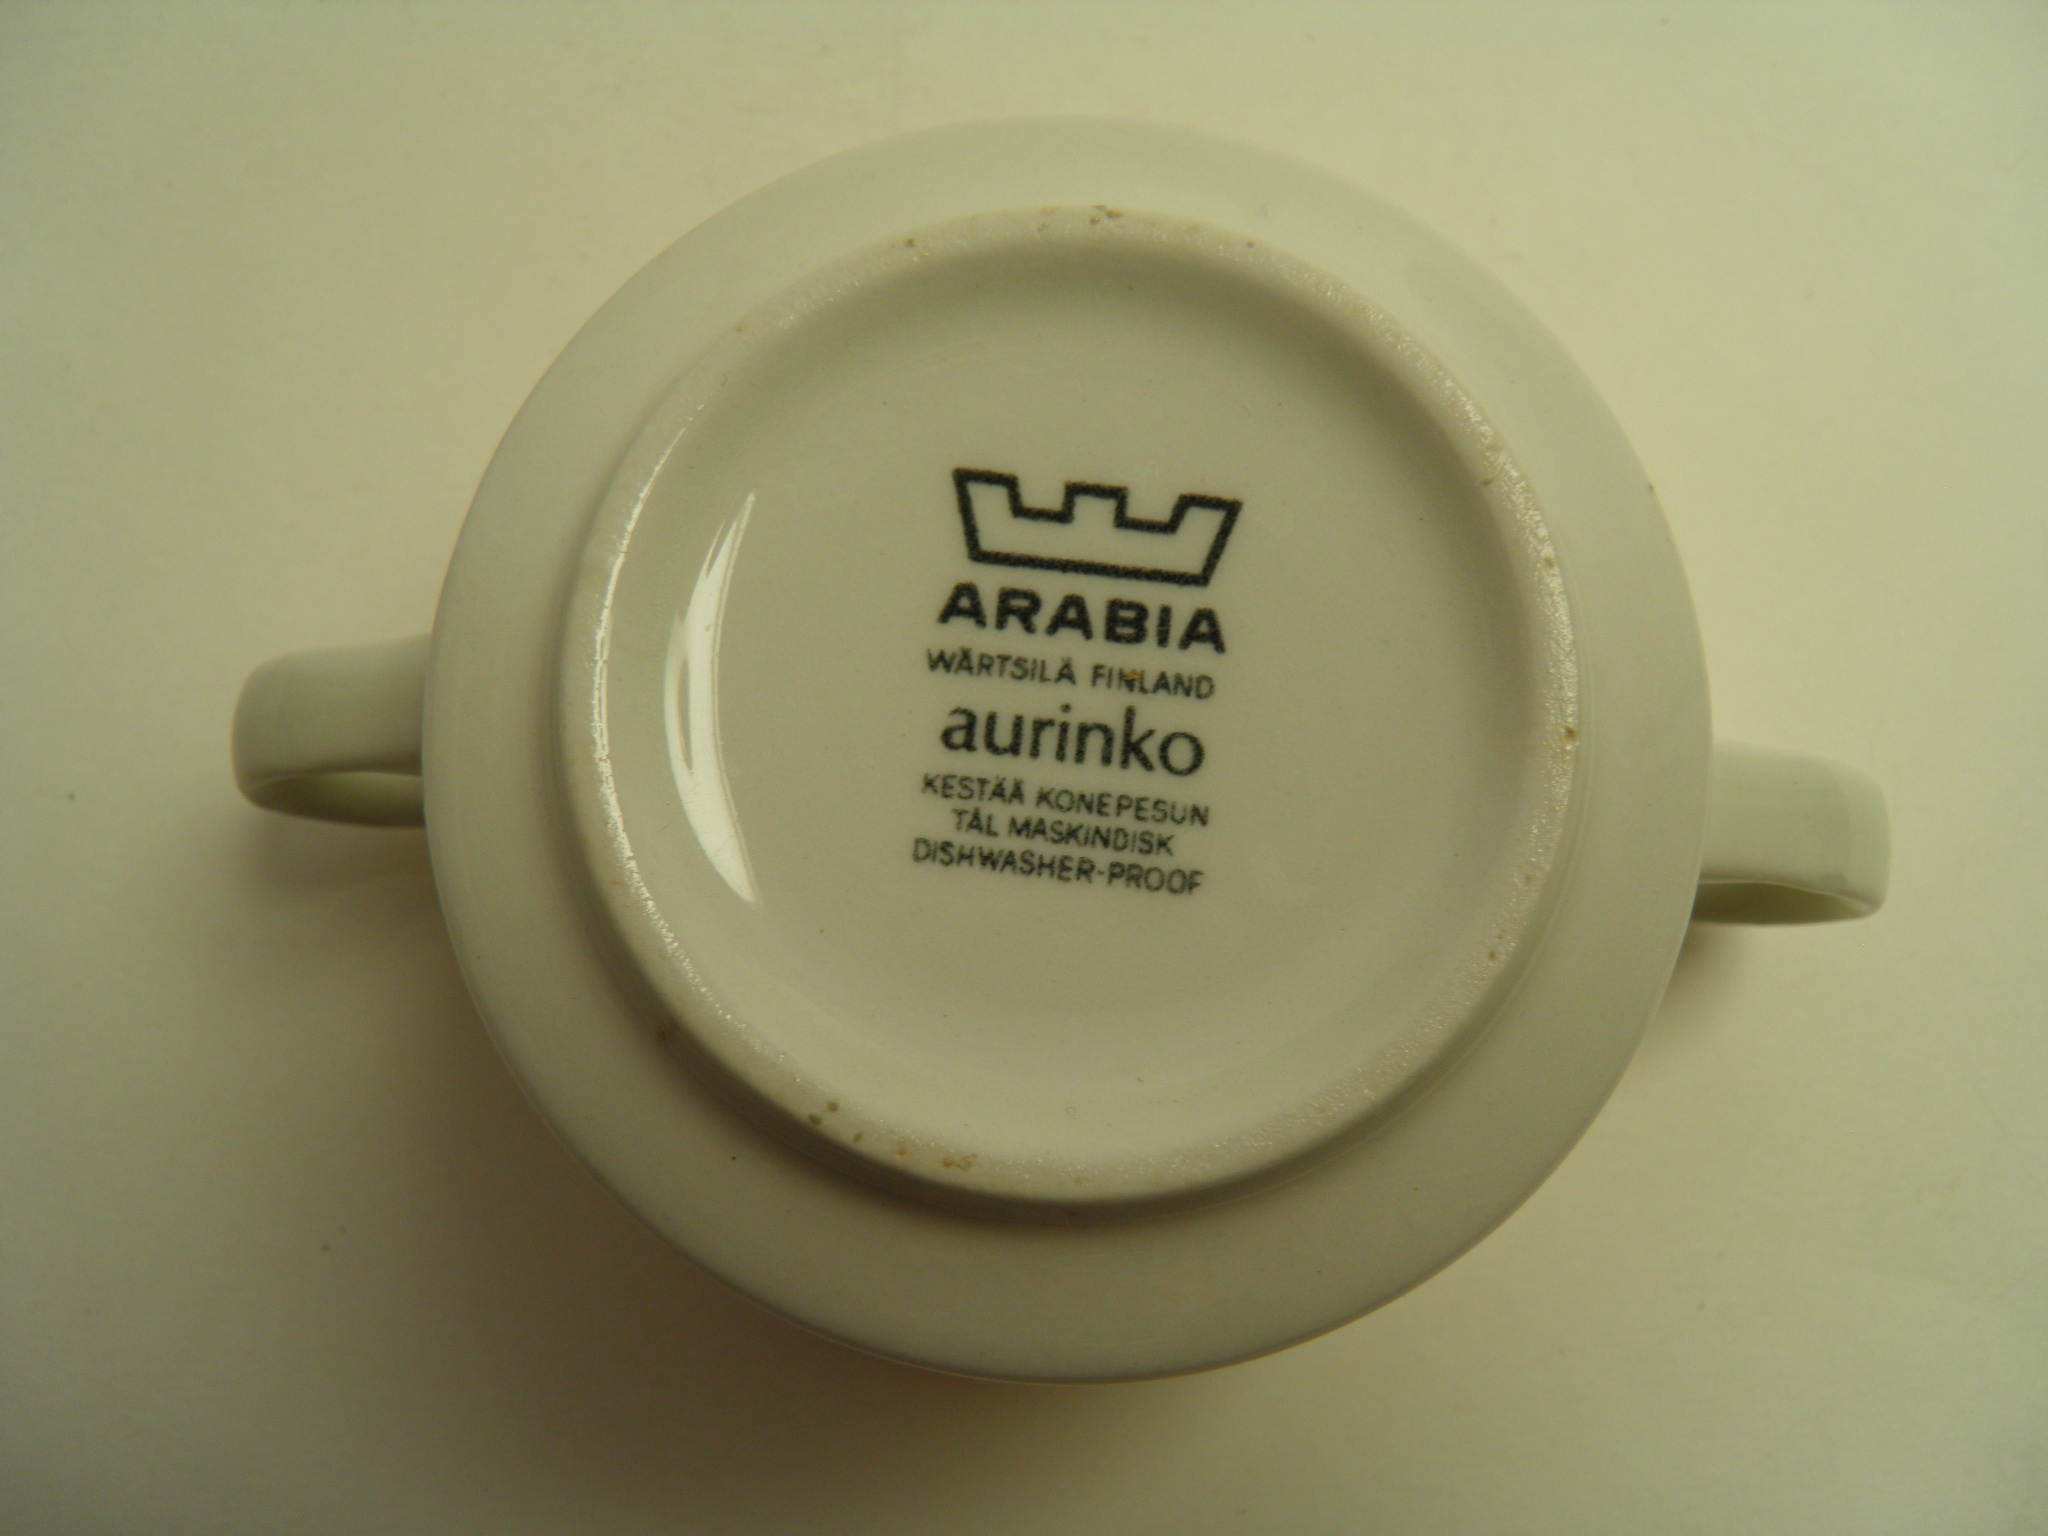 ARABIA
WÄRTSILÄ FINLAND
aurinko
KESTÄÄ KONEPESUN
TÅL MASKINDISK
DISHWASHER-PROOF